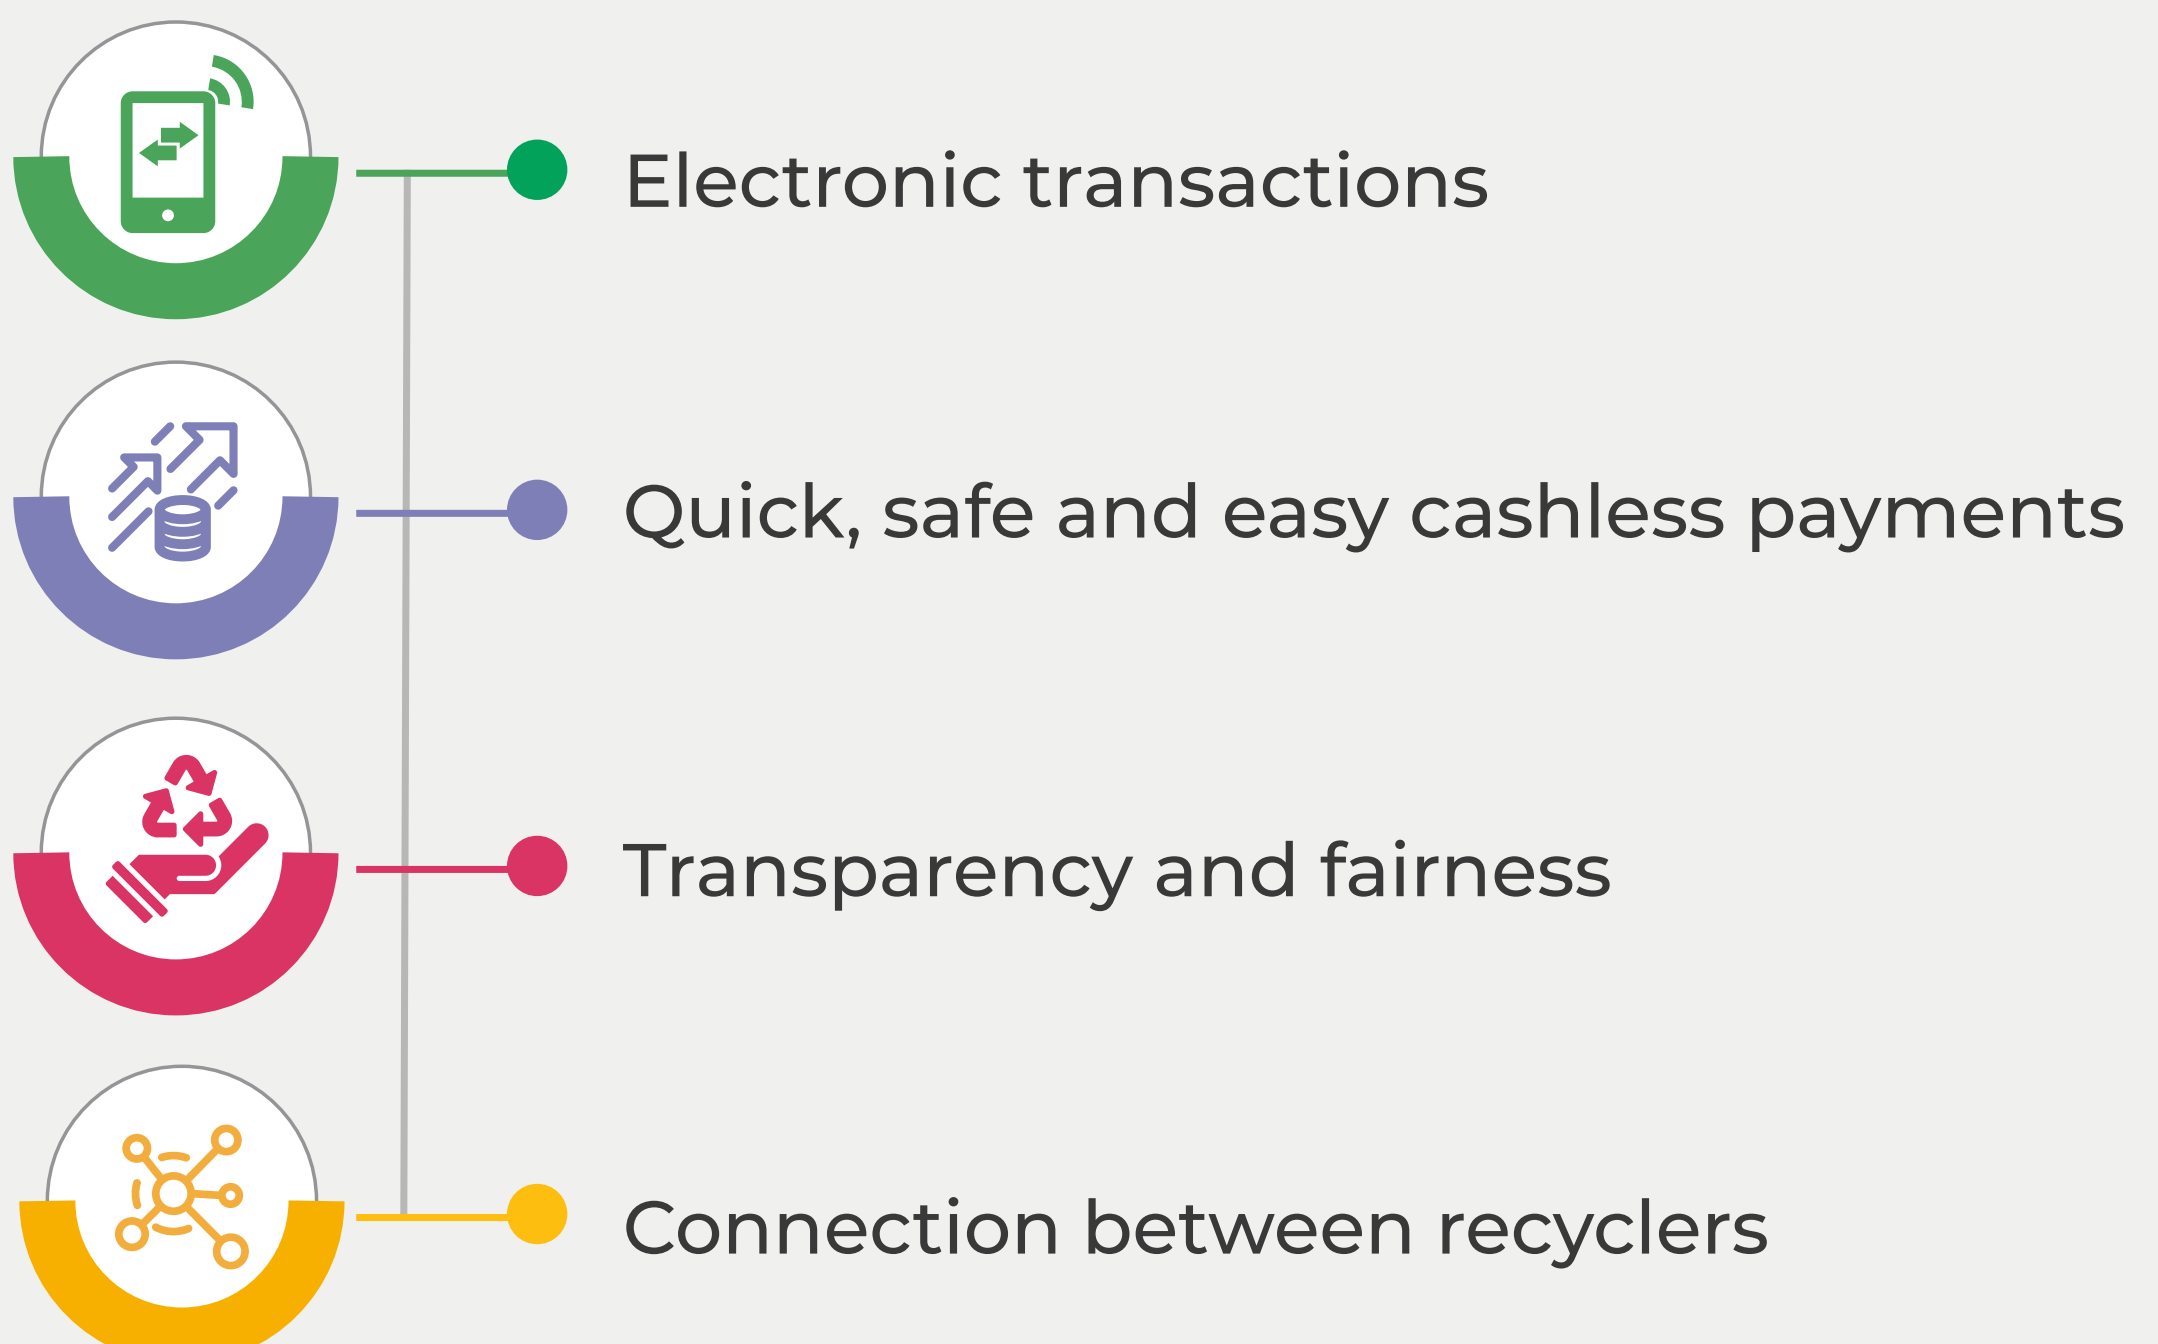 Electronic transactions
Quick, safe and easy cashless payments
Transparency and fairness
Connection between recyclers